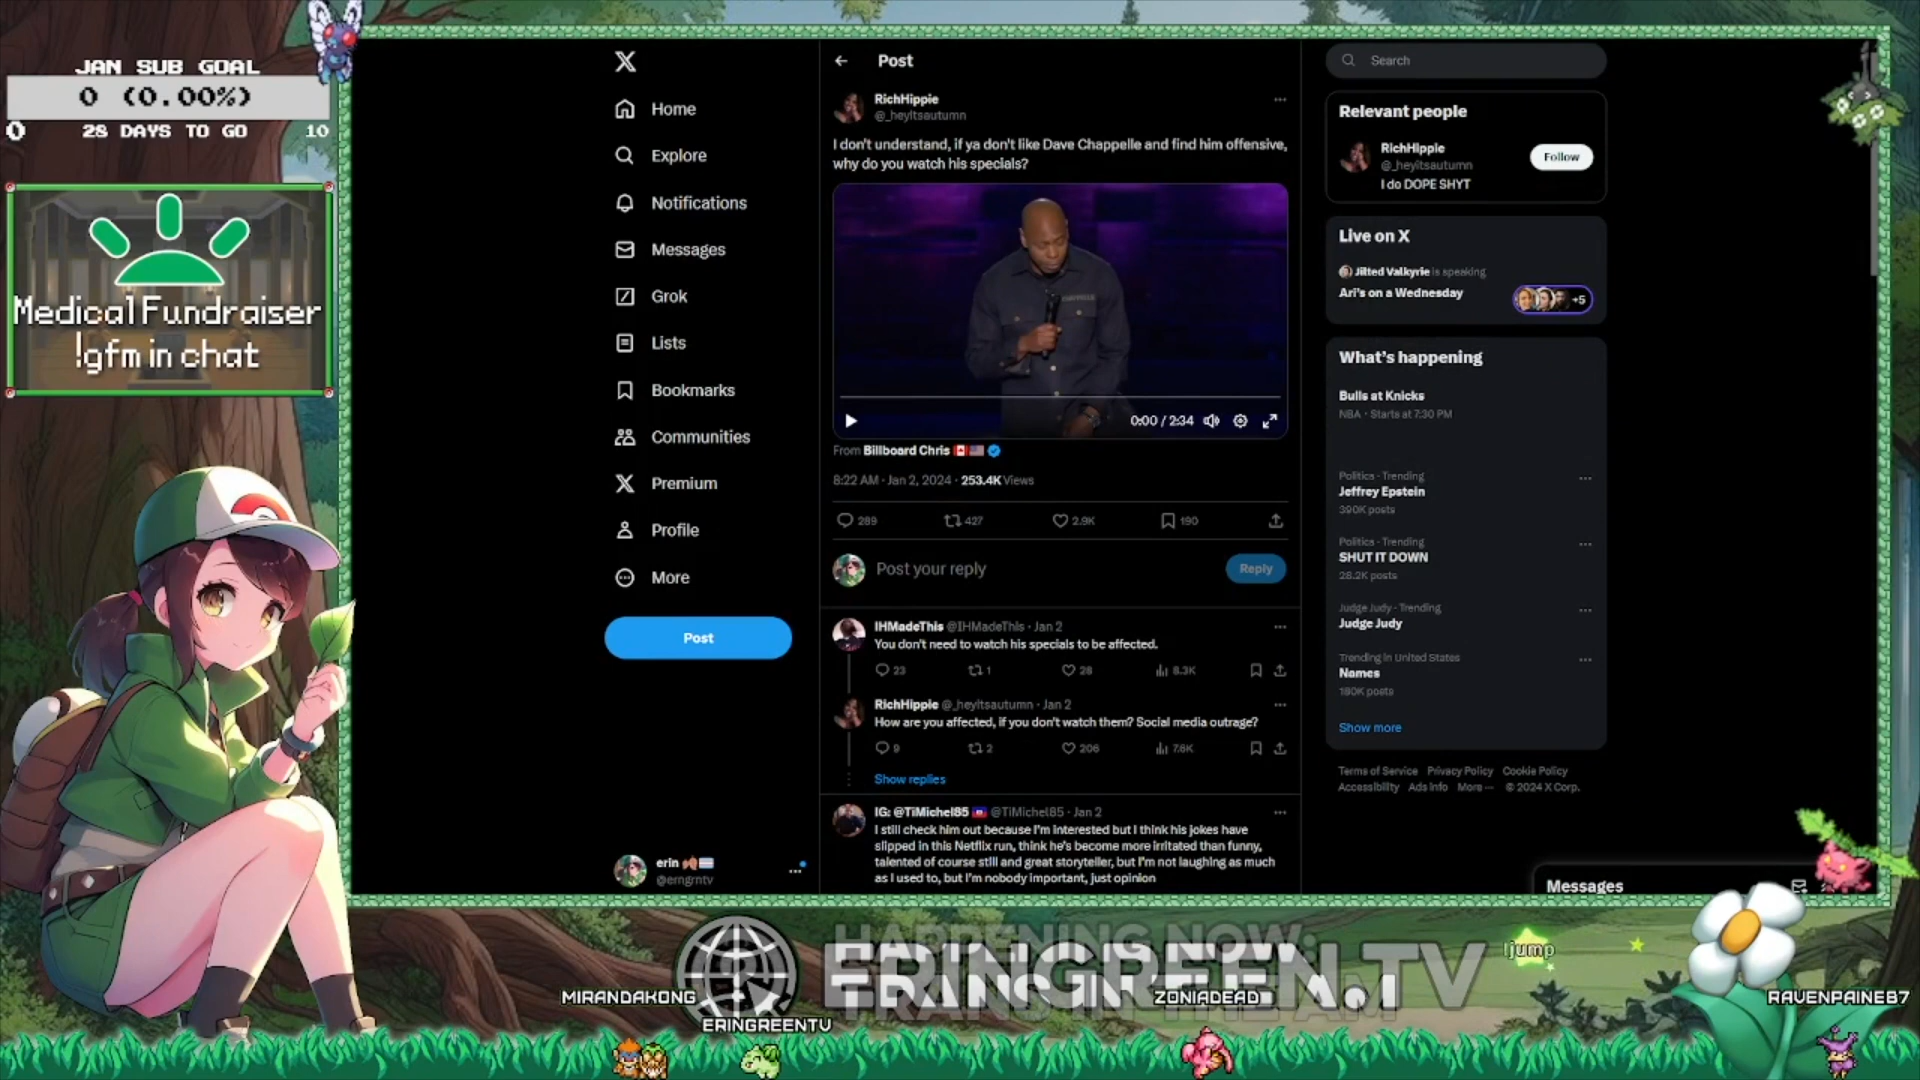 JAN SUB GOAL
0 (0.00%)
0 28 DAYS TO GO 10
Medical Fundraiser
!gfm in chat
Home
Explore
Notifications
Messages
Grok
Lists
Bookmarks
Communities
Premium
Profile
More
Post
erin
@erngrntv
Post
RichHippie
@_heyitsautumn
I don't understand, if ya don't like Dave Chappelle and find him offensive,
why do you watch his specials?
0:00 / 2:34
From Billboard Chris
8:22 AM · Jan 2, 2024 · 253.4K Views
289 427 2.9K 190
Post your reply
Reply
IHMadeThis @IHMadeThis · Jan 2
You don't need to watch his specials to be affected.
23 1 28 8.3K
RichHippie @_heyitsautumn · Jan 2
How are you affected, if you don't watch them? Social media outrage?
9 2 206 7.8K
Show replies
IG: @TiMichel85 @TiMichel85 · Jan 2
I still check him out because I'm interested but I think his jokes have
slipped in this Netflix run, think he's become more irritated than funny,
talented of course still and great storyteller, but I'm not laughing as much
as I used to, but I'm nobody important, just opinion
Search
Relevant people
RichHippie
@_heyitsautumn
Follow
I do DOPE SHYT
Live on X
Jilted Valkyrie is speaking
Ari's on a Wednesday
+5
What's happening
Bulls at Knicks
NBA · Starts at 7:30 PM
Politics · Trending
Jeffrey Epstein
390K posts
Politics · Trending
SHUT IT DOWN
28.2K posts
Judge Judy · Trending
Judge Judy
Trending in United States
Names
180K posts
Show more
Terms of Service Privacy Policy Cookie Policy
Accessibility Ads info More ··· © 2024 X Corp.
Messages
HAPPENING NOW:
ERINGREEN.TV
TRANS IN THE A.M
!jump
MIRANDAKONG
ERINGREENTV
ZONIADEAD
RAVENPAINE87